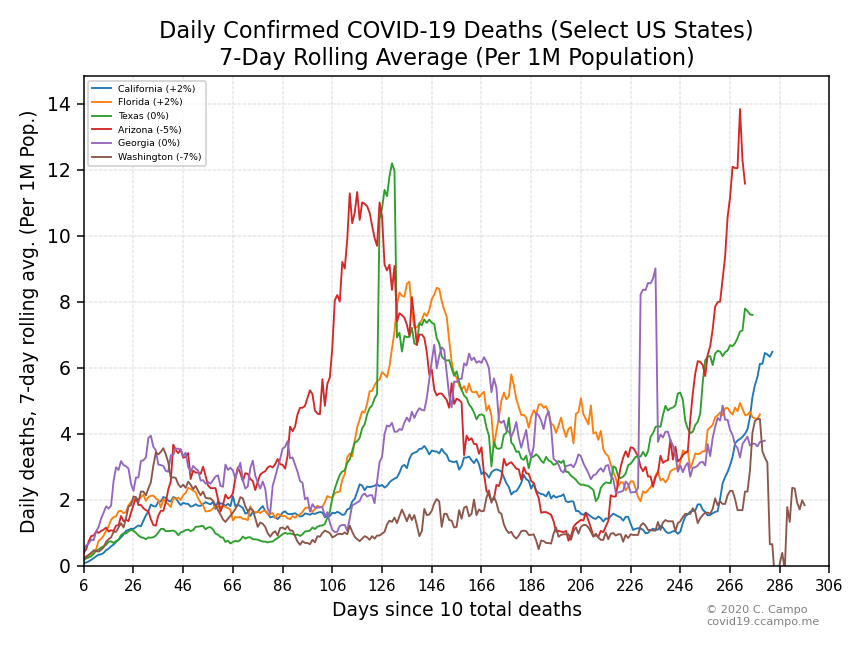 Daily Confirmed COVID-19 Deaths (Select US States)
7-Day Rolling Average (Per 1M Population)
California (+2%)
Florida (+2%)
Texas (0%)
Arizona (-5%)
Georgia (0%)
Washington (-7%)
Daily deaths, 7-day rolling avg. (Per 1M Pop.)
14
12
10
8
6
4
2
0
6 26 46 66 86 106 126 146 166 186 206 226 246 266 286 306
Days since 10 total deaths
© 2020 C. Campo
covid19.ccampo.me